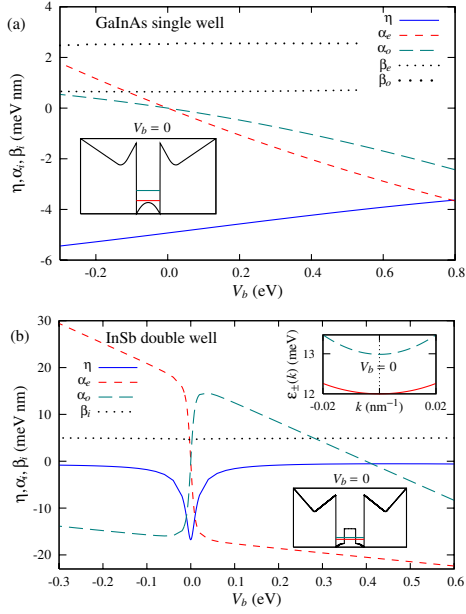 (a)
GaInAs single well
η
α_e
α_o
β_e
β_o
4
2
0
-2
-4
-6
η,α_i,β_i (meV nm)
V_b = 0
-0.2
0.0
0.2
0.4
0.6
0.8
V_b (eV)
(b)
InSb double well
η
α_e
α_o
β_i
30
20
10
0
-10
-20
η,α_i, β_i (meV nm)
ε_±(k) (meV)
13
12
V_b = 0
-0.02
k (nm⁻¹)
0.02
V_b = 0
-0.3
-0.2
-0.1
0.0
0.1
0.2
0.3
0.4
0.5
0.6
V_b (eV)